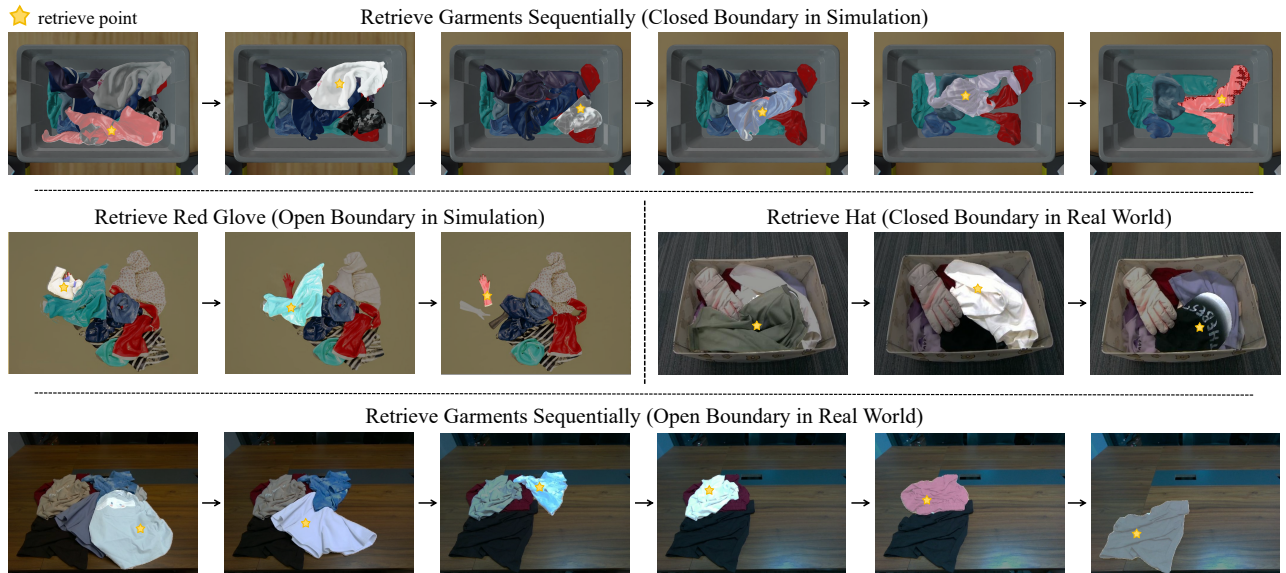 retrieve point
Retrieve Garments Sequentially (Closed Boundary in Simulation)
Retrieve Red Glove (Open Boundary in Simulation)
Retrieve Hat (Closed Boundary in Real World)
THEBEST
Retrieve Garments Sequentially (Open Boundary in Real World)